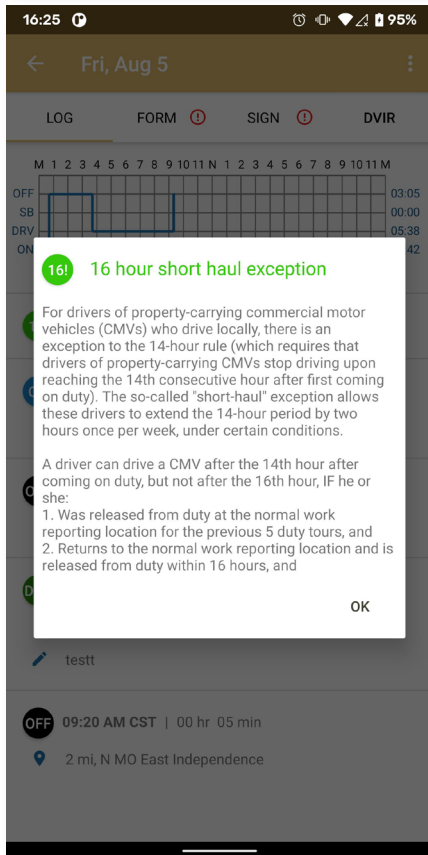 16:25 95%
Fri, Aug 5
LOG FORM SIGN DVIR
M 1 2 3 4 5 6 7 8 9 10 11 N 1 2 3 4 5 6 7 8 9 10 11 M
OFF 03:05
SB 00:00
DRV 05:38
ON 42
16! 16 hour short haul exception
For drivers of property-carrying commercial motor
vehicles (CMVs) who drive locally, there is an
exception to the 14-hour rule (which requires that
drivers of property-carrying CMVs stop driving upon
reaching the 14th consecutive hour after first coming
on duty). The so-called "short-haul" exception allows
these drivers to extend the 14-hour period by two
hours once per week, under certain conditions.
A driver can drive a CMV after the 14th hour after
coming on duty, but not after the 16th hour, IF he or
she:
1. Was released from duty at the normal work
reporting location for the previous 5 duty tours, and
2. Returns to the normal work reporting location and is
released from duty within 16 hours, and
OK
testt
OFF 09:20 AM CST | 00 hr 05 min
2 mi, N MO East Independence